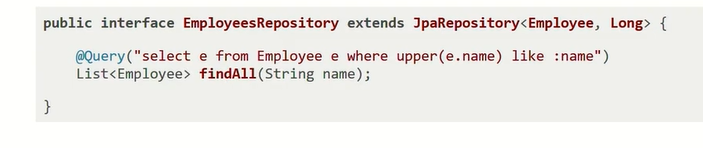 public interface EmployeesRepository extends JpaRepository<Employee, Long> {
@Query("select e from Employee e where upper(e.name) like :name")
List<Employee> findAll(String name);
}